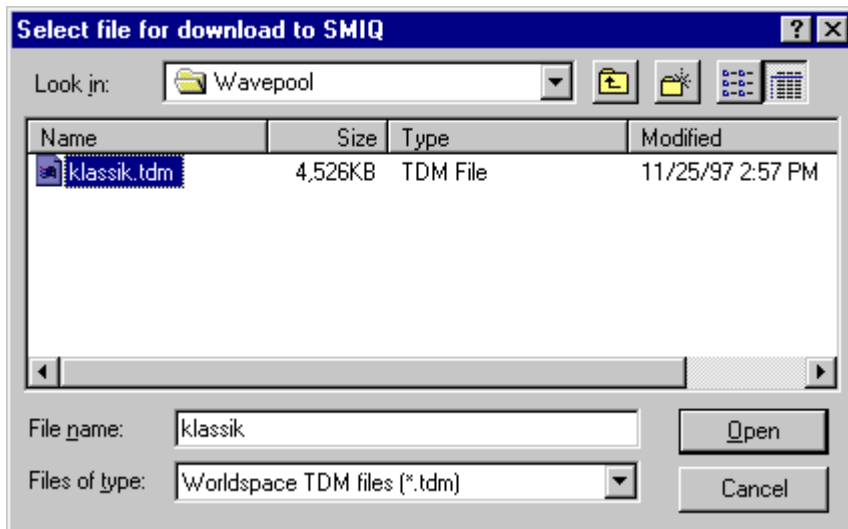 Select file for download to SMIQ
Look in: Wavepool
Name Size Type Modified
klassik.tdm 4,526KB TDM File 11/25/97 2:57 PM
File name: klassik Open
Files of type: Worldspace TDM files (*.tdm) Cancel